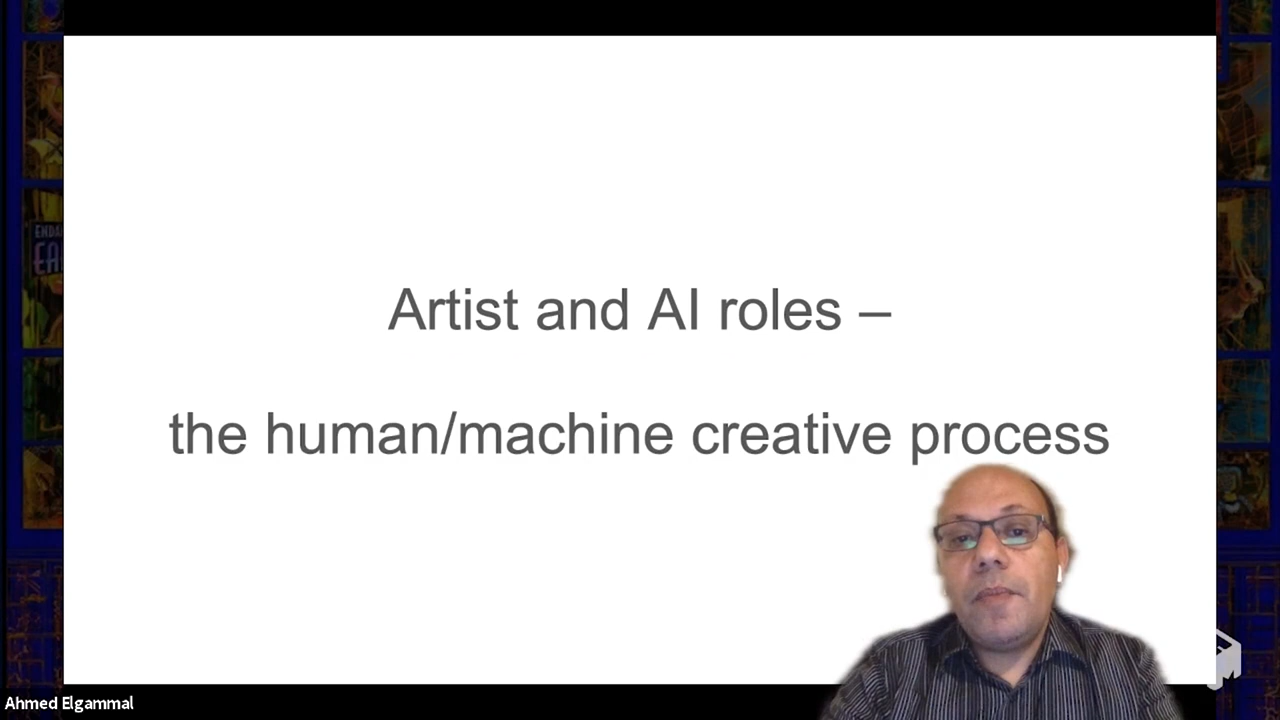 Artist and AI roles –
the human/machine creative process
Ahmed Elgammal